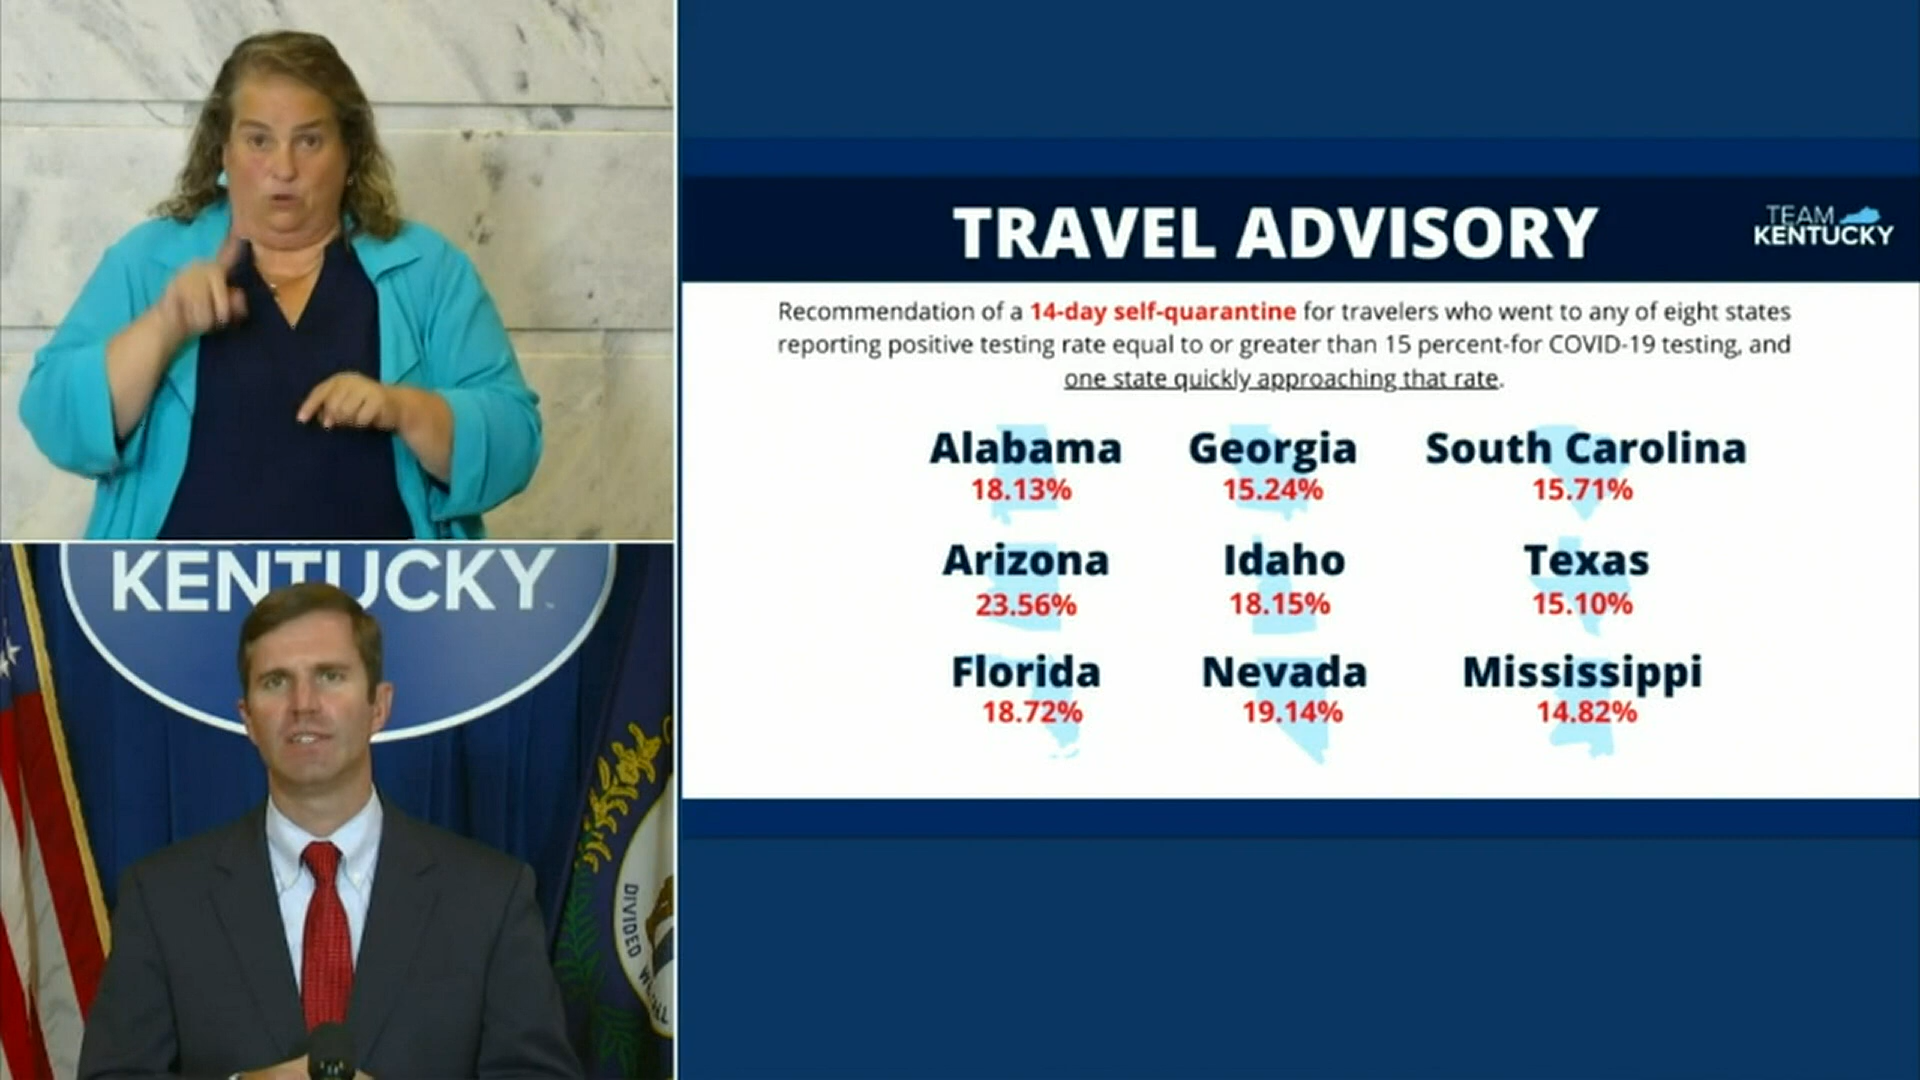 KENTUCKY
DIVIDED
TRAVEL ADVISORY
TEAM
KENTUCKY
Recommendation of a 14-day self-quarantine for travelers who went to any of eight states
reporting positive testing rate equal to or greater than 15 percent-for COVID-19 testing, and
one state quickly approaching that rate.
Alabama Georgia South Carolina
18.13% 15.24% 15.71%
Arizona Idaho Texas
23.56% 18.15% 15.10%
Florida Nevada Mississippi
18.72% 19.14% 14.82%